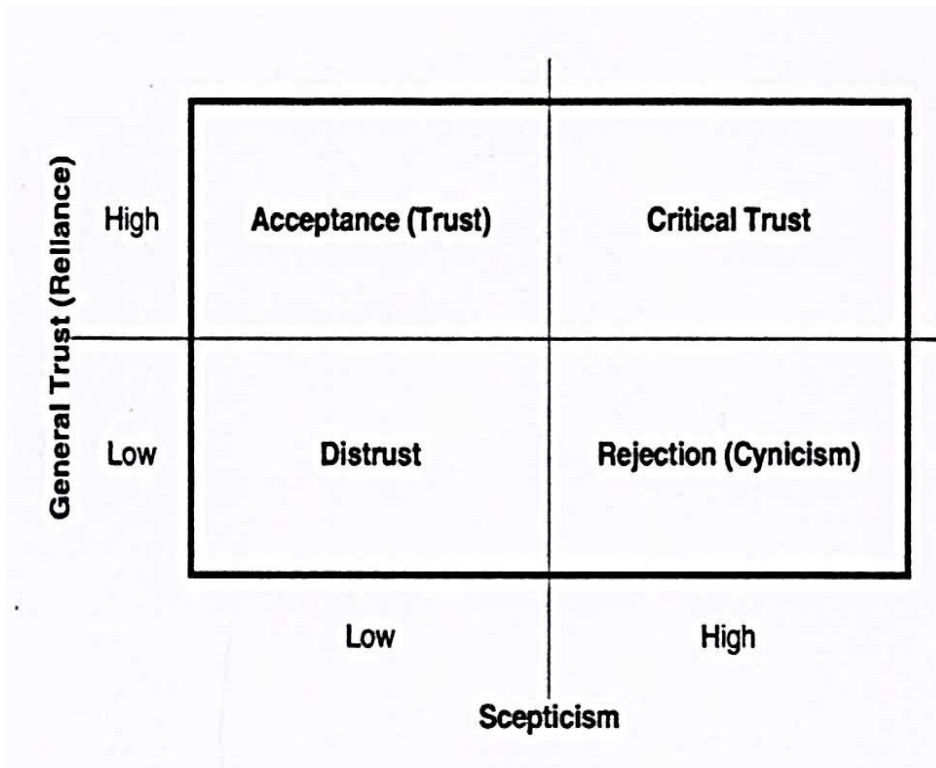 General Trust (Reliance)
High
Acceptance (Trust)
Critical Trust
Low
Distrust
Rejection (Cynicism)
Low
High
Scepticism